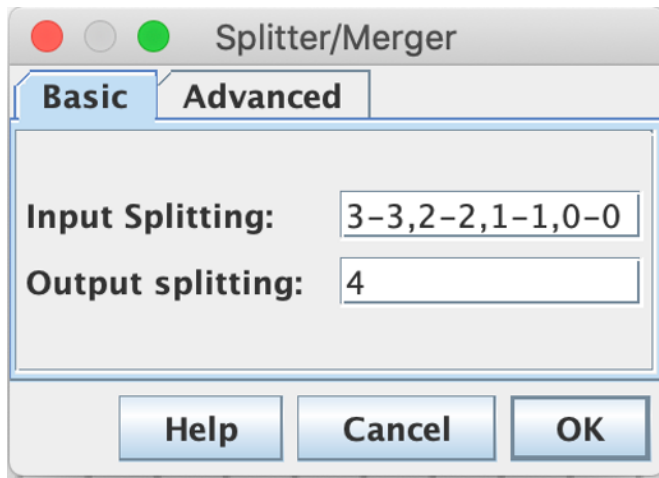 Splitter/Merger
Basic Advanced
Input Splitting: 3-3,2-2,1-1,0-0
Output splitting: 4
Help Cancel OK